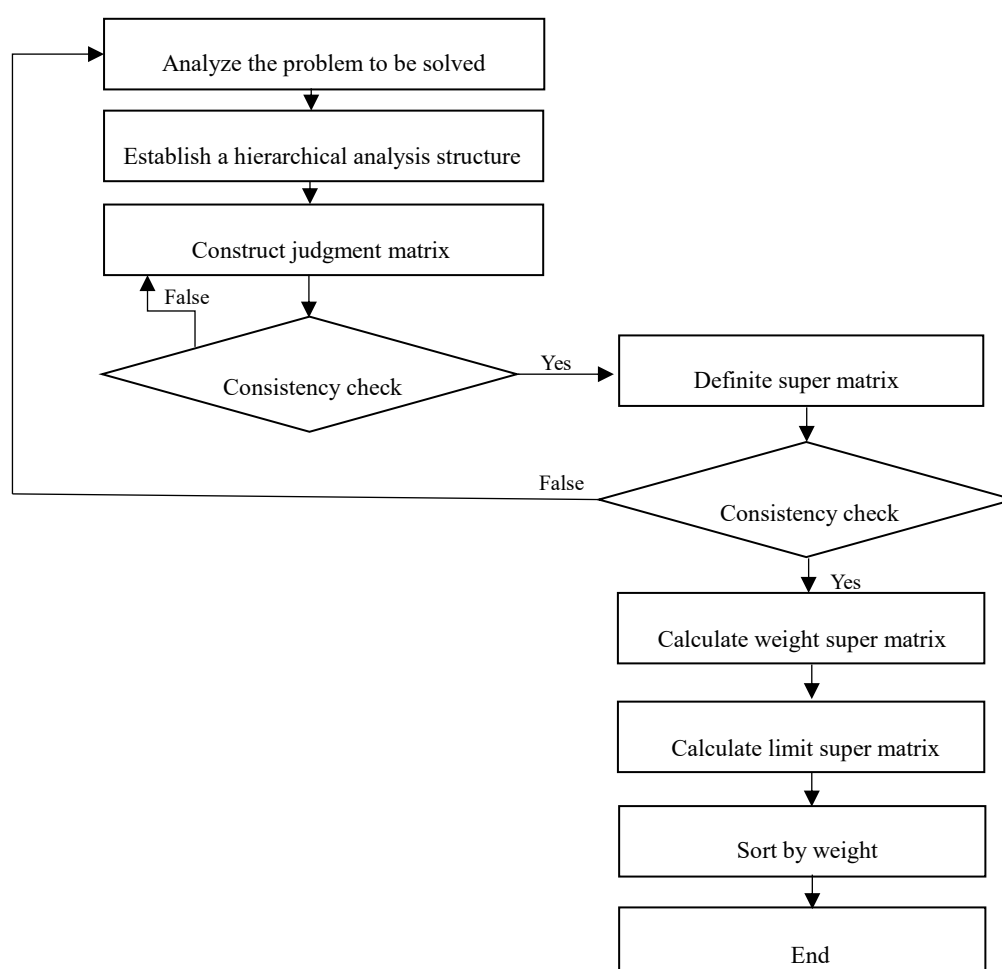 Analyze the problem to be solved
Establish a hierarchical analysis structure
Construct judgment matrix
False
Consistency check
Yes
Definite super matrix
False
Consistency check
Yes
Calculate weight super matrix
Calculate limit super matrix
Sort by weight
End